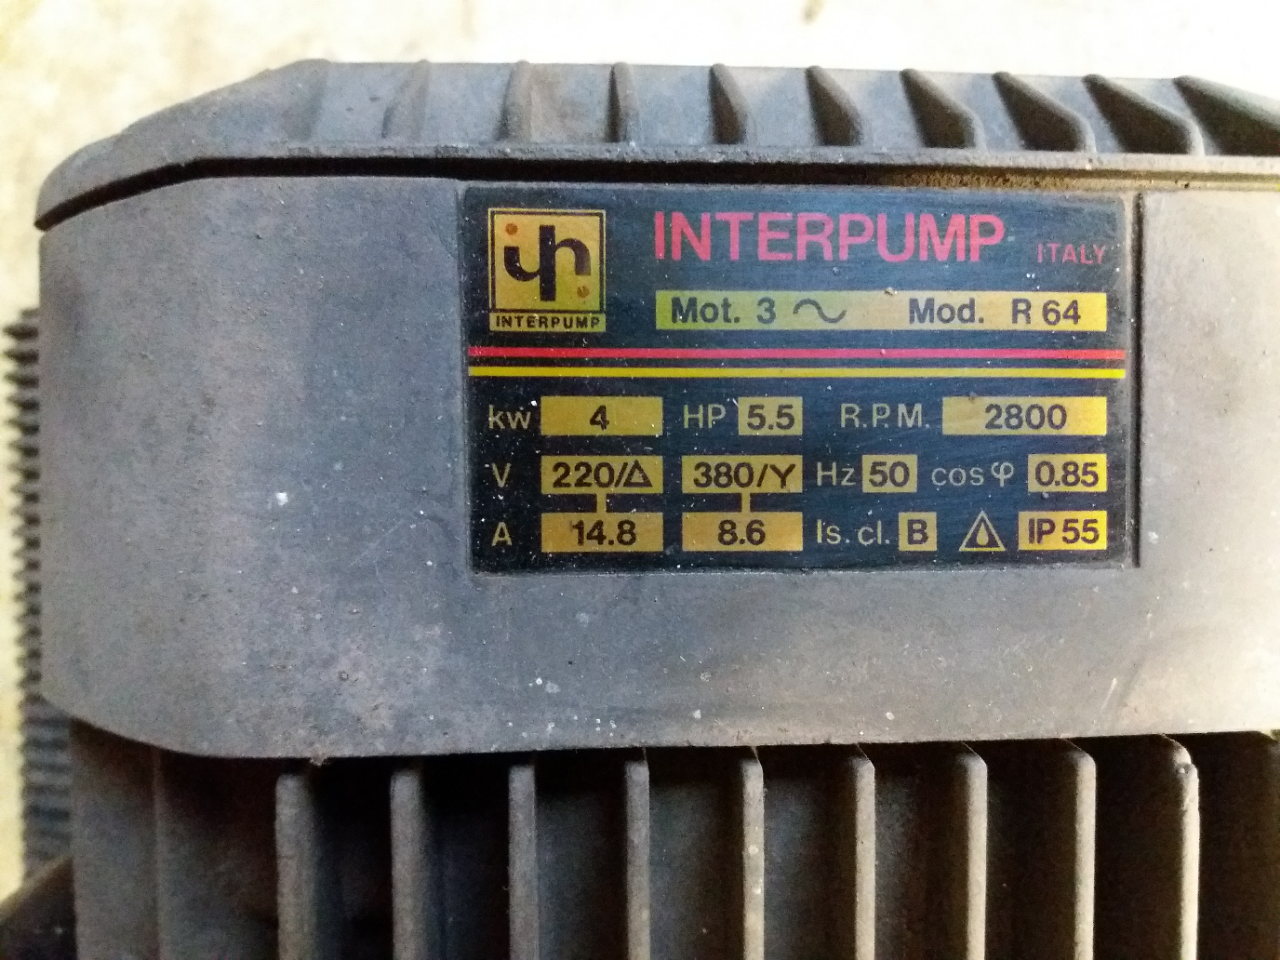 INTERPUMP ITALY
ih
INTERPUMP
Mot. 3 ~ Mod. R 64
kw 4 HP 5.5 R.P.M. 2800
V 220/Δ 380/Y Hz 50 cos φ 0.85
A 14.8 8.6 Is. cl. B IP 55